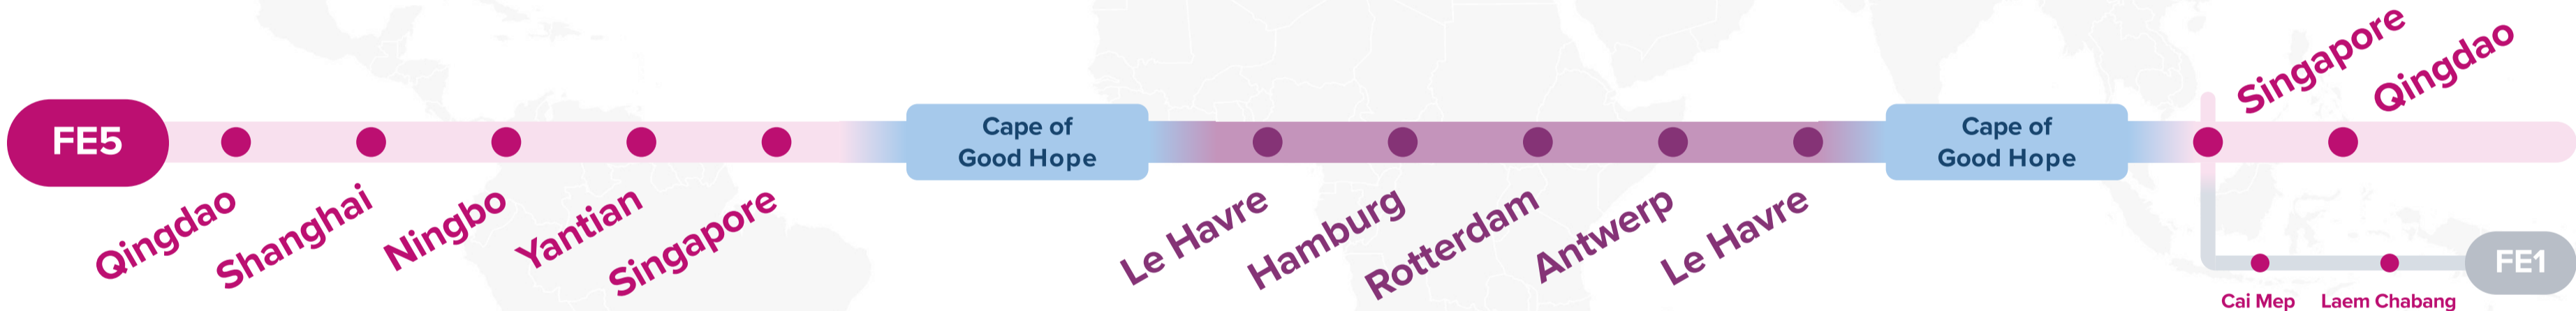 FE5
Qingdao
Shanghai
Ningbo
Yantian
Singapore
Cape of
Good Hope
Le Havre
Hamburg
Rotterdam
Antwerp
Le Havre
Cape of
Good Hope
Singapore
Qingdao
FE1
Cai Mep
Laem Chabang